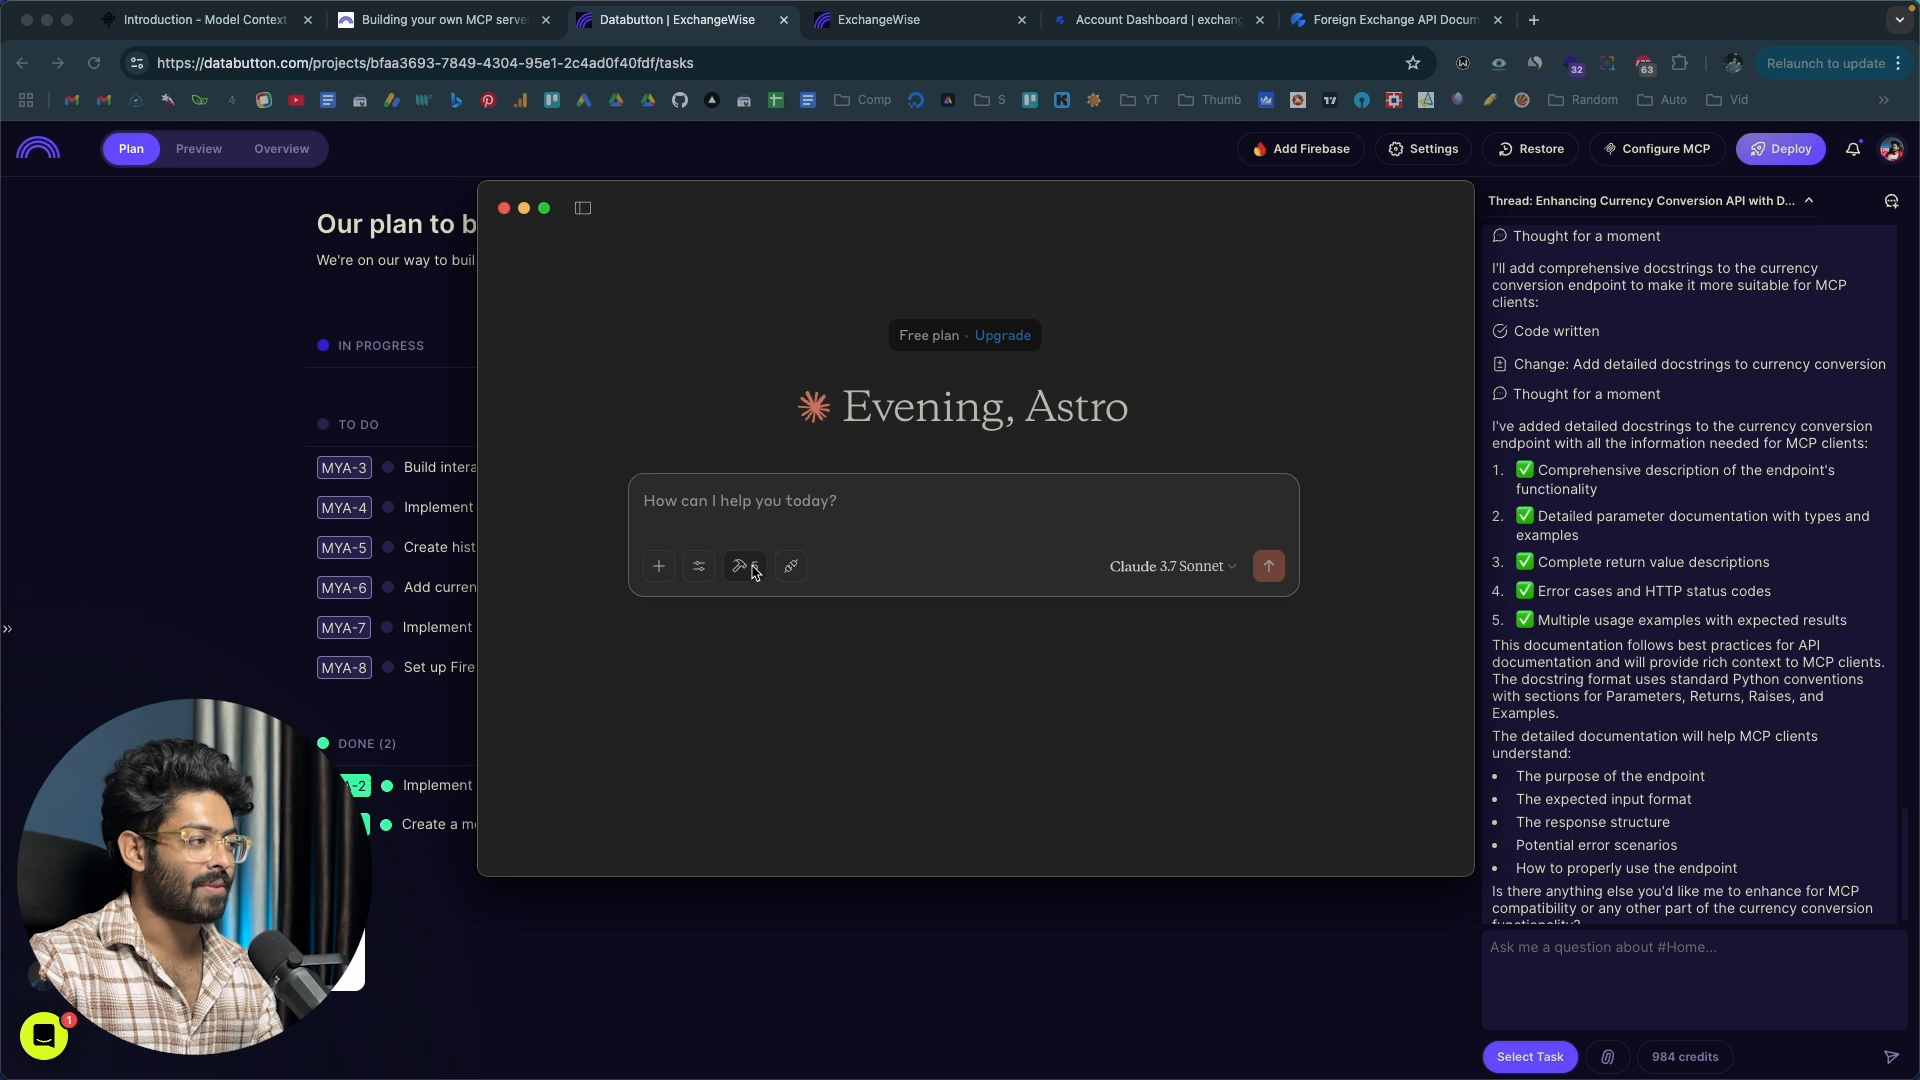 Introduction - Model Context
Building your own MCP serve
Databutton | ExchangeWise
ExchangeWise
Account Dashboard | exchang
Foreign Exchange API Docum
https://databutton.com/projects/bfaa3693-7849-4304-95e1-2c4ad0f40fdf/tasks
32
63
Relaunch to update
Comp
S
YT
Thumb
Random
Auto
Vid
Plan
Preview
Overview
Add Firebase
Settings
Restore
Configure MCP
Deploy
Our plan to b
We're on our way to buil
IN PROGRESS
TO DO
MYA-3 Build intera
MYA-4 Implement
MYA-5 Create hist
MYA-6 Add curren
MYA-7 Implement
MYA-8 Set up Fire
DONE (2)
A-2 Implement
Create a m
1
Free plan · Upgrade
Evening, Astro
How can I help you today?
Claude 3.7 Sonnet
Thread: Enhancing Currency Conversion API with D...
Thought for a moment
I'll add comprehensive docstrings to the currency
conversion endpoint to make it more suitable for MCP
clients:
Code written
Change: Add detailed docstrings to currency conversion
Thought for a moment
I've added detailed docstrings to the currency conversion
endpoint with all the information needed for MCP clients:
1. ✅ Comprehensive description of the endpoint's
functionality
2. ✅ Detailed parameter documentation with types and
examples
3. ✅ Complete return value descriptions
4. ✅ Error cases and HTTP status codes
5. ✅ Multiple usage examples with expected results
This documentation follows best practices for API
documentation and will provide rich context to MCP clients.
The docstring format uses standard Python conventions
with sections for Parameters, Returns, Raises, and
Examples.
The detailed documentation will help MCP clients
understand:
• The purpose of the endpoint
• The expected input format
• The response structure
• Potential error scenarios
• How to properly use the endpoint
Is there anything else you'd like me to enhance for MCP
compatibility or any other part of the currency conversion
functionality?
Ask me a question about #Home...
Select Task
984 credits